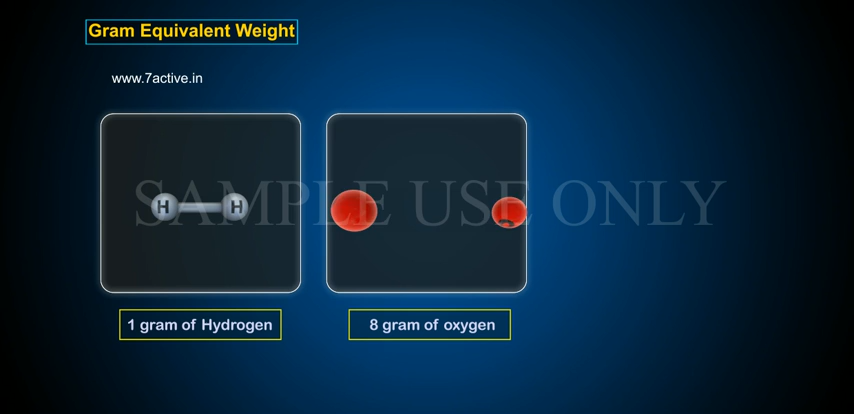 Gram Equivalent Weight
www.7active.in
H H
SAMPLE USE ONLY
1 gram of Hydrogen
8 gram of oxygen